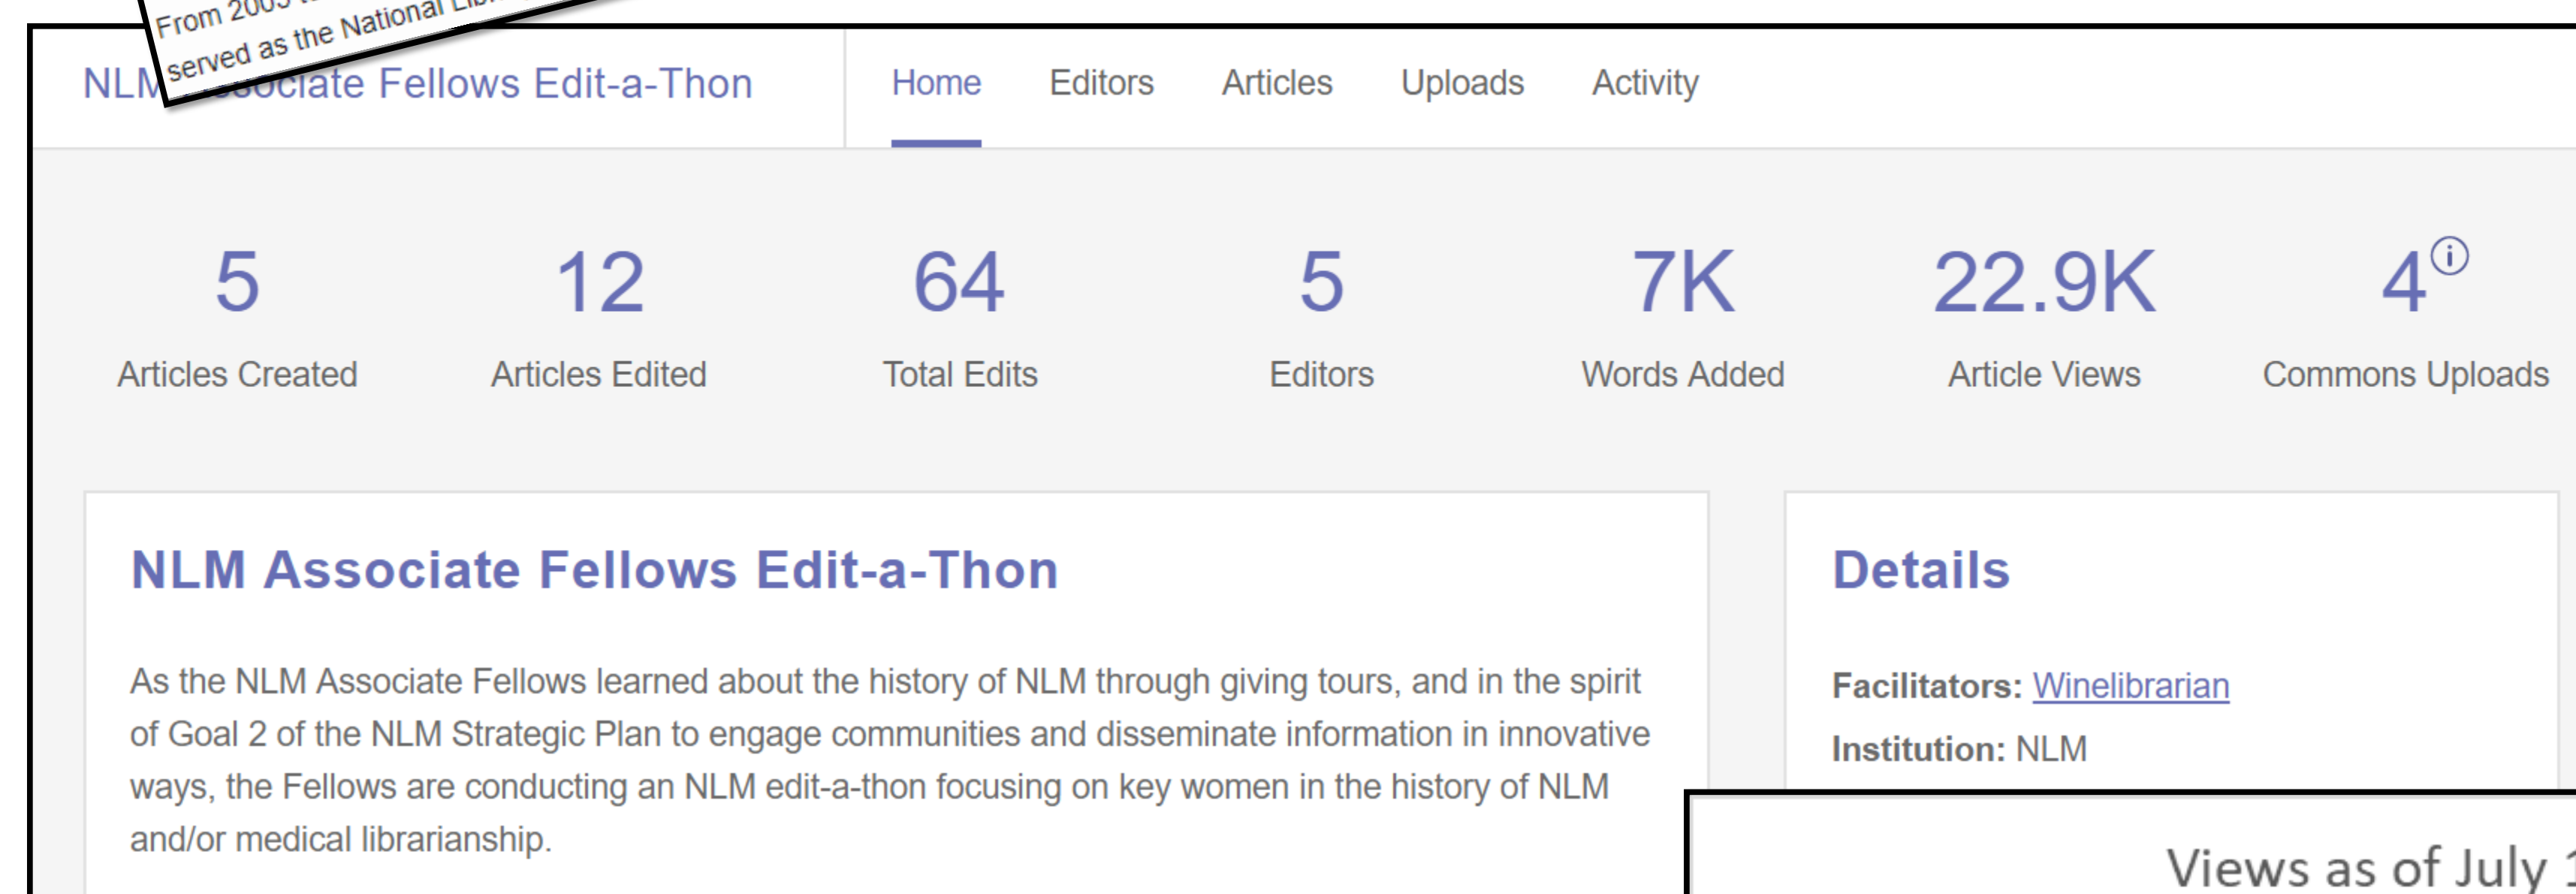 From 2005
served as the National
NLM Associate Fellows Edit-a-Thon
Home Editors Articles Uploads Activity
5 12 64 5 7K 22.9K 4 i
Articles Created Articles Edited Total Edits Editors Words Added Article Views Commons Uploads
NLM Associate Fellows Edit-a-Thon
As the NLM Associate Fellows learned about the history of NLM through giving tours, and in the spirit
of Goal 2 of the NLM Strategic Plan to engage communities and disseminate information in innovative
ways, the Fellows are conducting an NLM edit-a-thon focusing on key women in the history of NLM
and/or medical librarianship.
Details
Facilitators: Winelibrarian
Institution: NLM
Views as of July